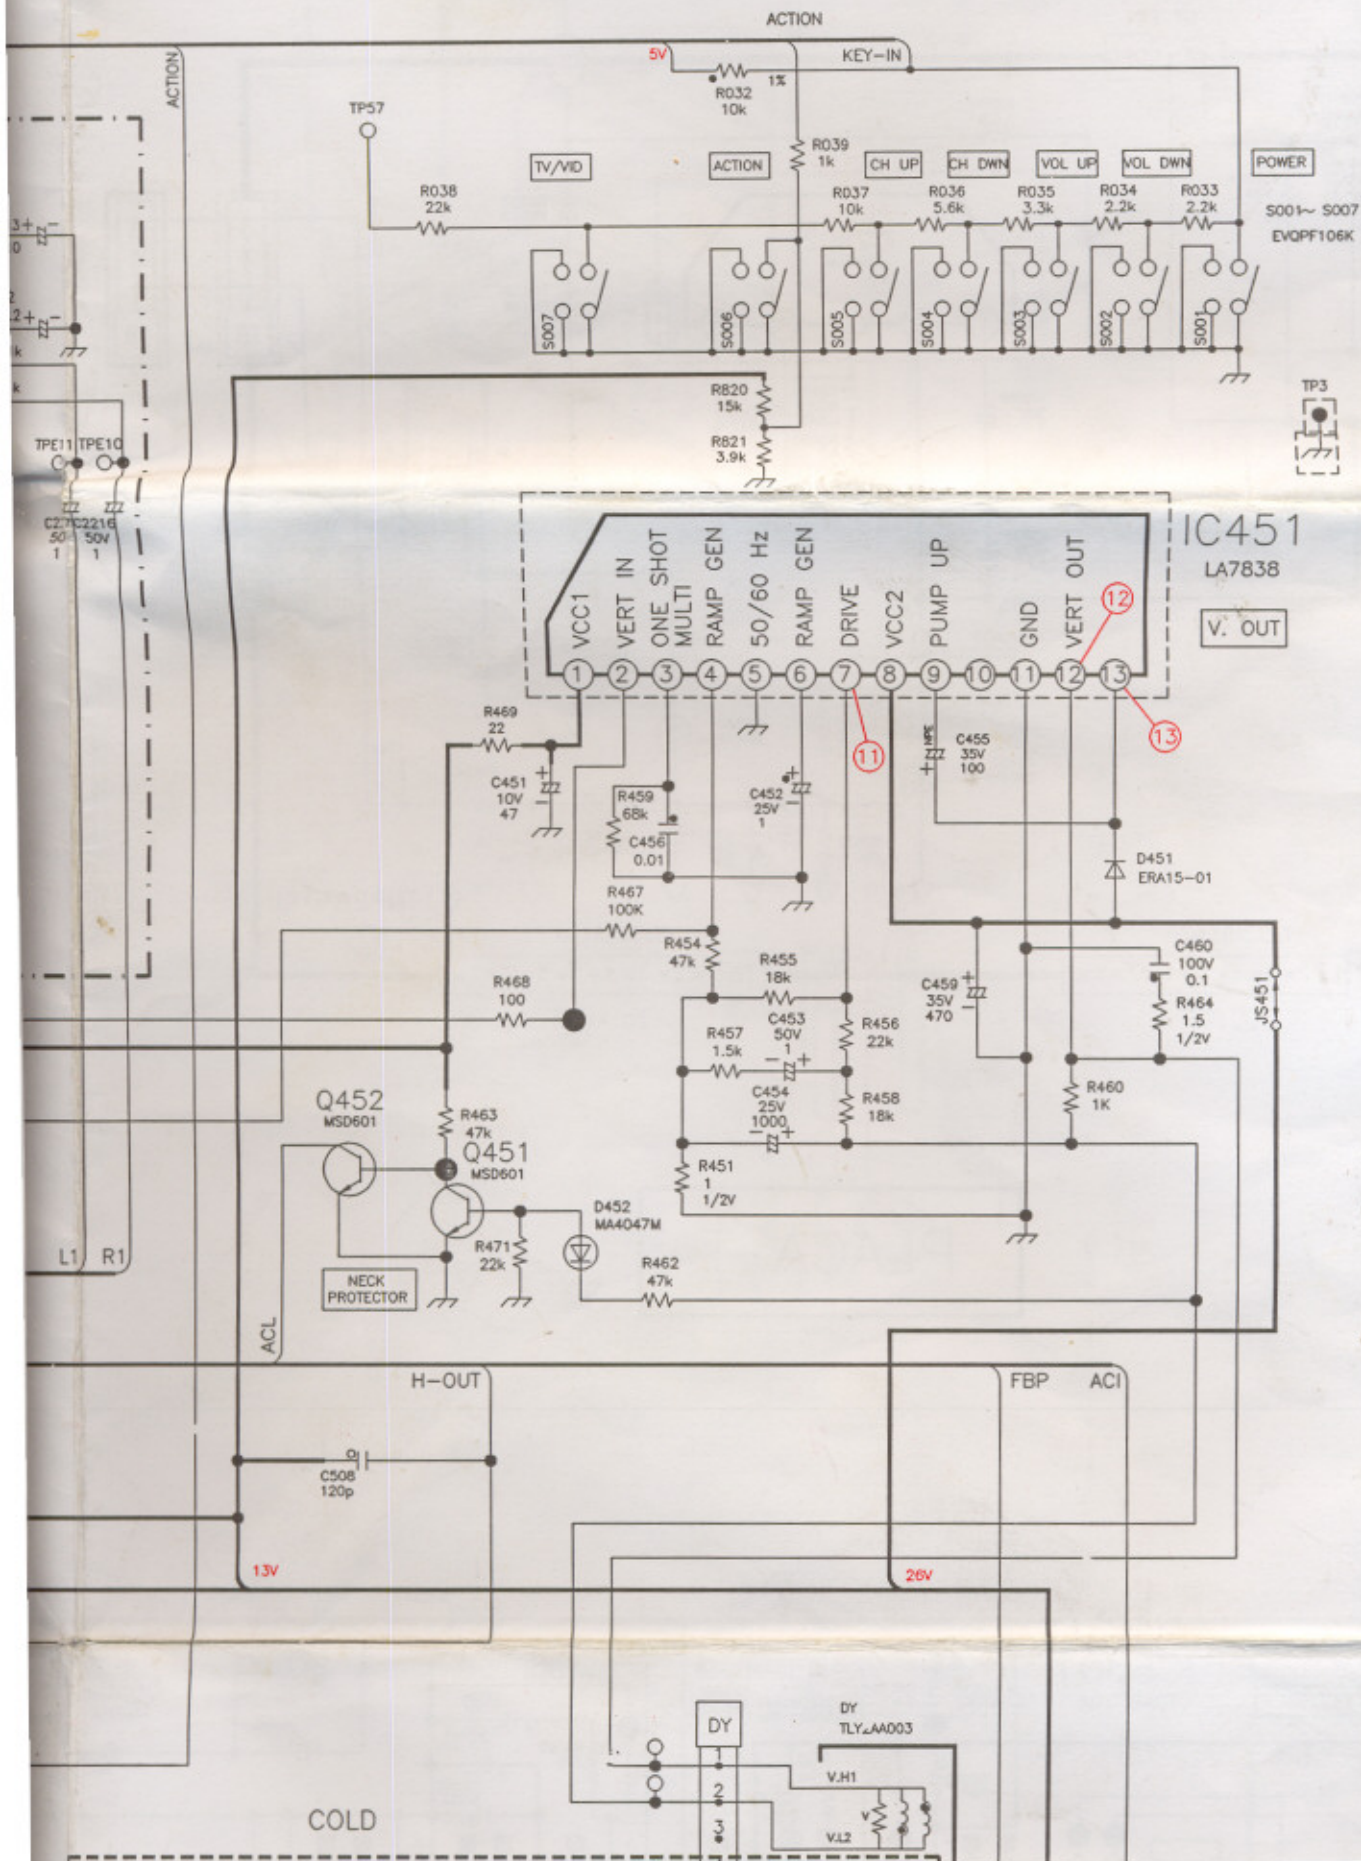 ACTION
5V
KEY-IN
ACTION
1%
R032
10k
TP57
R039
1k
TV/VID
ACTION
CH UP
CH DWN
VOL UP
VOL DWN
POWER
R038
22k
R037
10k
R036
5.6k
R035
3.3k
R034
2.2k
R033
2.2k
S001~ S007
EVQPF106K
S007
S006
S005
S004
S003
S002
S001
R820
15k
R821
3.9k
TP3
TPE11
TPE10
C2216
50V
1
50
1
IC451
LA7838
V. OUT
VCC1
VERT IN
ONE SHOT
MULTI
RAMP GEN
50/60 Hz
RAMP GEN
DRIVE
VCC2
PUMP UP
GND
VERT OUT
12
1
2
3
4
5
6
7
8
9
10
11
12
13
11
13
R469
22
C451
10V
47
R459
68k
C456
0.01
C452
25V
1
NPE
C455
35V
100
D451
ERA15-01
R467
100K
R454
47k
R455
18k
R468
100
C453
50V
1
R457
1.5k
R456
22k
C454
25V
1000
R458
18k
C459
35V
470
C460
100V
0.1
R464
1.5
1/2V
JS451
R460
1K
Q452
MSD601
R463
47k
Q451
MSD601
R451
1
1/2V
D452
MA4047M
R471
22k
R462
47k
NECK
PROTECTOR
L1
R1
ACL
H-OUT
FBP
ACI
C508
120p
13V
26V
DY
DY
1
2
3
V.H1
V
V.L2
COLD